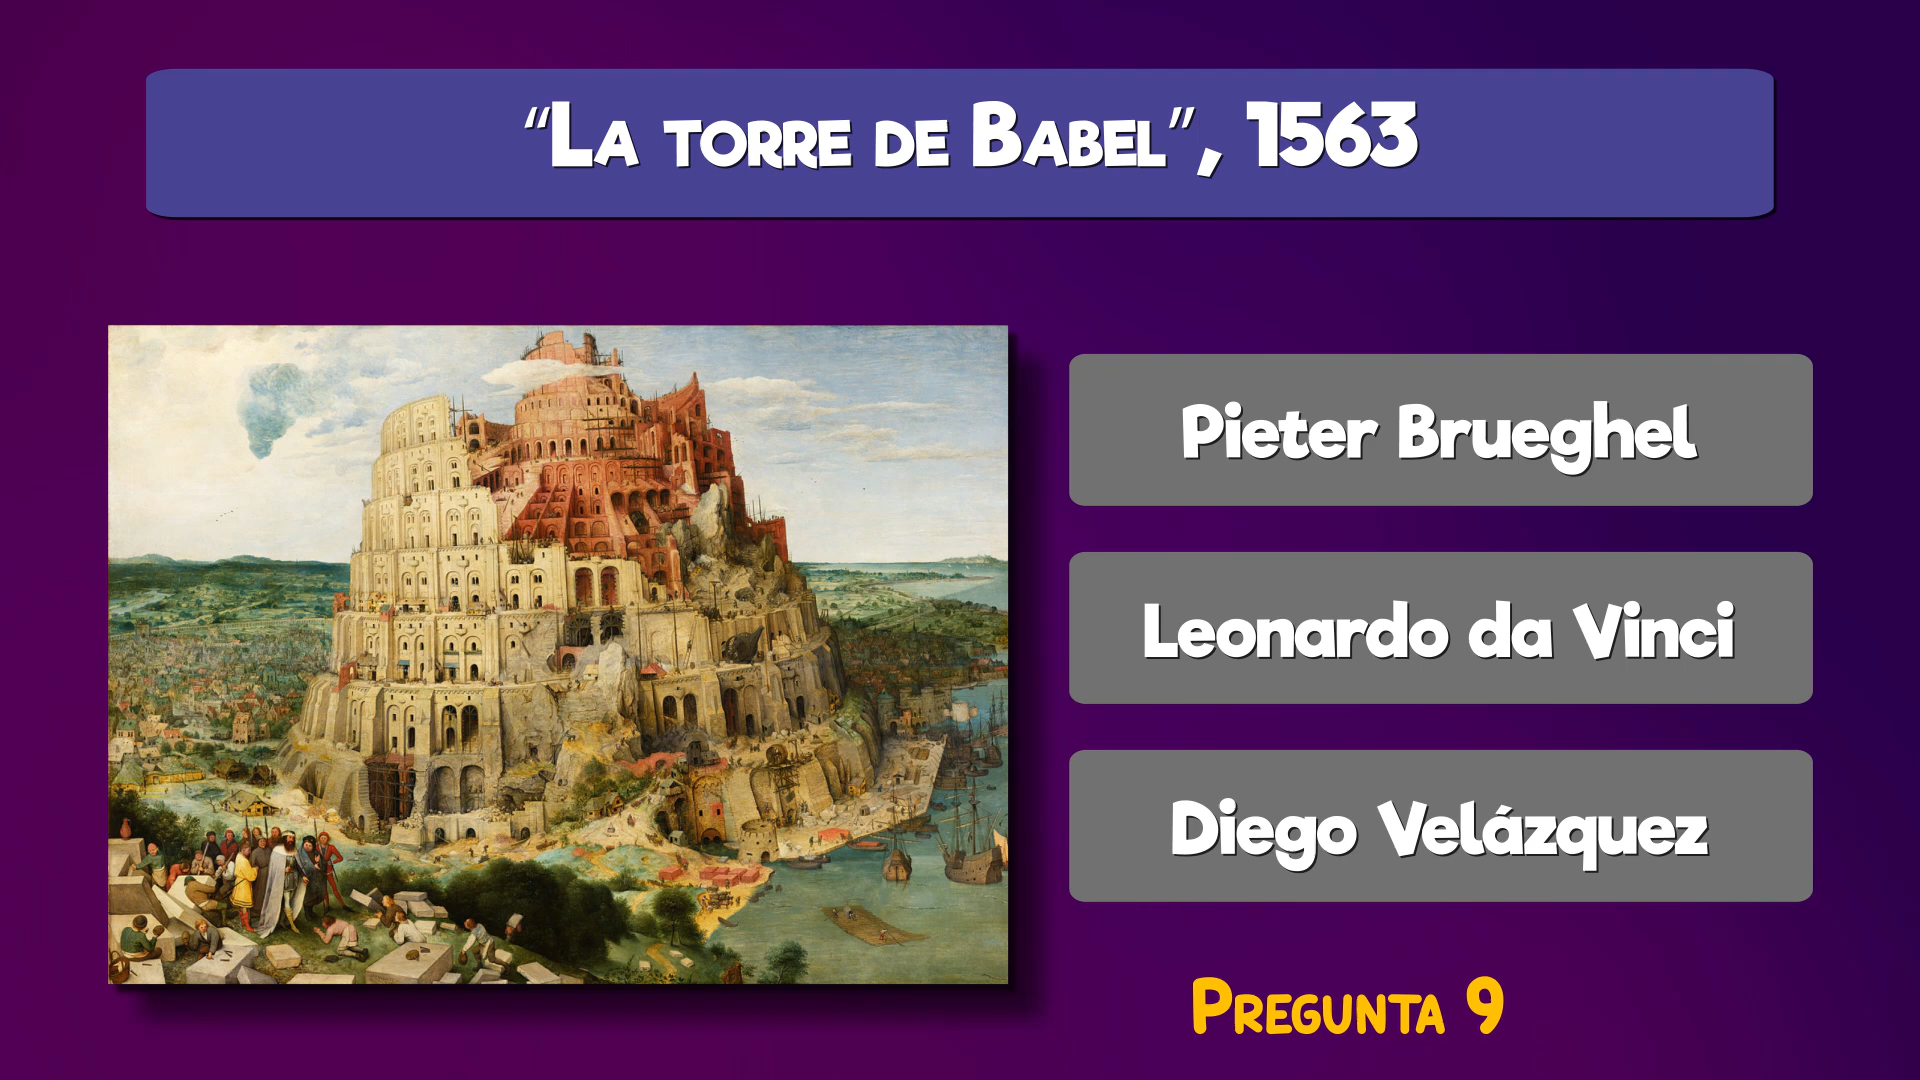 “La torre de Babel”, 1563
Pieter Brueghel
Leonardo da Vinci
Diego Velázquez
Pregunta 9